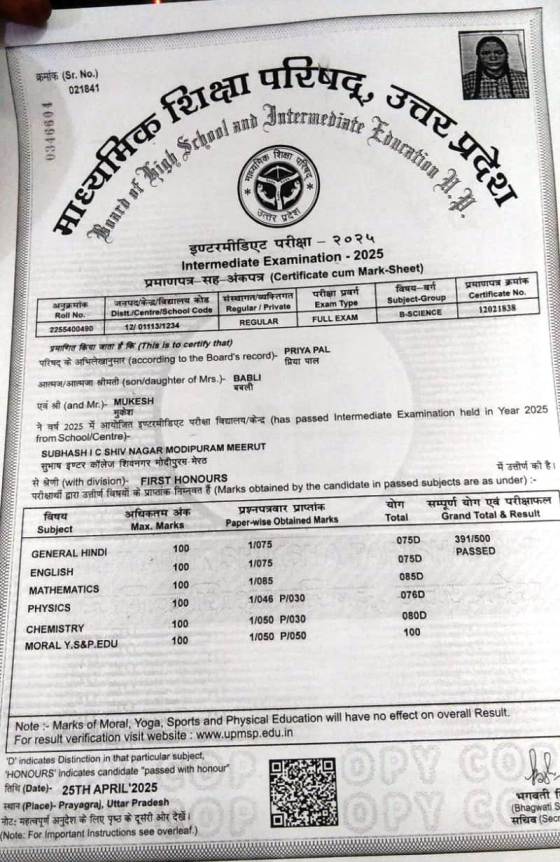 क्रमांक (Sr. No.)
021841
0346604
माध्यमिक शिक्षा परिषद्, उत्तर प्रदेश
Board of High School and Intermediate Education U.P.
माध्यमिक शिक्षा परिषद्
उत्तर प्रदेश
इण्टरमीडिएट परीक्षा – २०२५
Intermediate Examination - 2025
प्रमाणपत्र-सह-अंकपत्र (Certificate cum Mark-Sheet)
अनुक्रमांक जनपद/केन्द्र/विद्यालय कोड संस्थागत/व्यक्तिगत परीक्षा प्रवर्ग विषय-वर्ग प्रमाणपत्र क्रमांक
Roll No. Distt./Centre/School Code Regular / Private Exam Type Subject-Group Certificate No.
2255400490 12/ 01113/1234 REGULAR FULL EXAM B-SCIENCE 12021838
प्रमाणित किया जाता है कि (This is to certify that)
परिषद के अभिलेखानुसार (according to the Board's record)- PRIYA PAL
प्रिया पाल
आत्मज/आत्मजा श्रीमती (son/daughter of Mrs.)- BABLI
बबली
एवं श्री (and Mr.)- MUKESH
मुकेश
ने वर्ष 2025 में आयोजित इण्टरमीडिएट परीक्षा विद्यालय/केन्द्र (has passed Intermediate Examination held in Year 2025
from School/Centre)-
SUBHASH I C SHIV NAGAR MODIPURAM MEERUT
सुभाष इण्टर कॉलेज शिवनगर मोदीपुरम-मेरठ
से श्रेणी (with division)- FIRST HONOURS में उत्तीर्ण की है।
परीक्षार्थी द्वारा उत्तीर्ण विषयों के प्राप्तांक निम्नवत हैं (Marks obtained by the candidate in passed subjects are as under) :-
विषय अधिकतम अंक प्रश्नपत्रवार प्राप्तांक योग सम्पूर्ण योग एवं परीक्षाफल
Subject Max. Marks Paper-wise Obtained Marks Total Grand Total & Result
GENERAL HINDI 100 1/075 075D 391/500
ENGLISH 100 1/075 075D PASSED
MATHEMATICS 100 1/085 085D
PHYSICS 100 1/046 P/030 076D
CHEMISTRY 100 1/050 P/030 080D
MORAL Y.S&P.EDU 100 1/050 P/050 100
Note :- Marks of Moral, Yoga, Sports and Physical Education will have no effect on overall Result.
For result verification visit website : www.upmsp.edu.in
'D' indicates Distinction in that particular subject,
'HONOURS' indicates candidate "passed with honour"
तिथि (Date)- 25TH APRIL'2025
स्थान (Place)- Prayagraj, Uttar Pradesh
नोट: महत्वपूर्ण अनुदेश के लिए पृष्ठ के दूसरी ओर देखें।
(Note: For Important Instructions see overleaf.)
COPY COPY
COPY COPY
भगवती
(Bhagwati S
सचिव (Sec